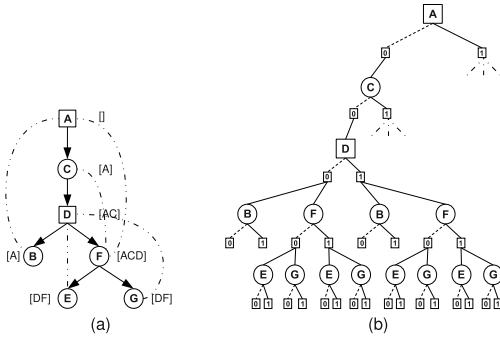 A []
C [A]
D [AC]
[A] B F [ACD]
[DF] E G [DF]
(a)
A
0 1
C
0 1
D
0 1
B F B F
0 1 0 1 0 1 0 1
E G E G E G E G
0 1 0 1 0 1 0 1 0 1 0 1 0 1 0 1
(b)